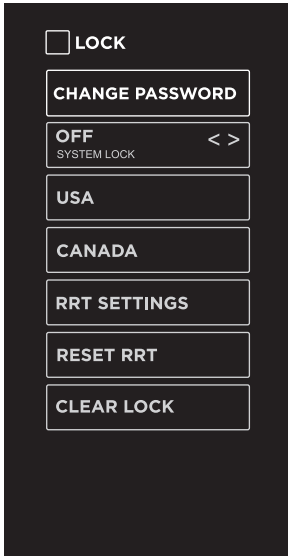 LOCK
CHANGE PASSWORD
OFF < >
SYSTEM LOCK
USA
CANADA
RRT SETTINGS
RESET RRT
CLEAR LOCK